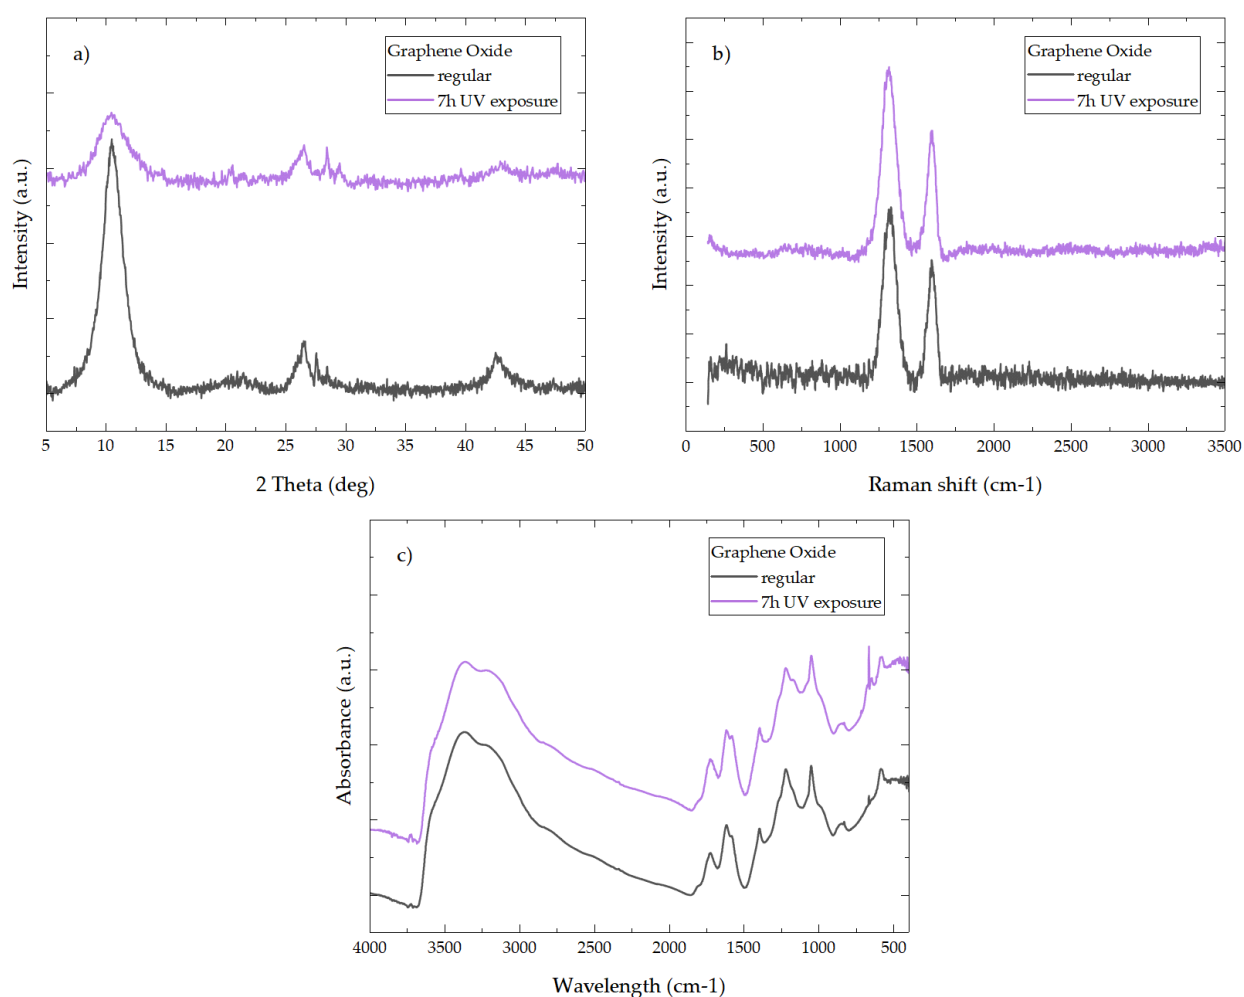 a)
Graphene Oxide
regular
7h UV exposure
Intensity (a.u.)
5 10 15 20 25 30 35 40 45 50
2 Theta (deg)
b)
Graphene Oxide
regular
7h UV exposure
Intensity (a.u.)
0 500 1000 1500 2000 2500 3000 3500
Raman shift (cm-1)
c)
Graphene Oxide
regular
7h UV exposure
Absorbance (a.u.)
4000 3500 3000 2500 2000 1500 1000 500
Wavelength (cm-1)